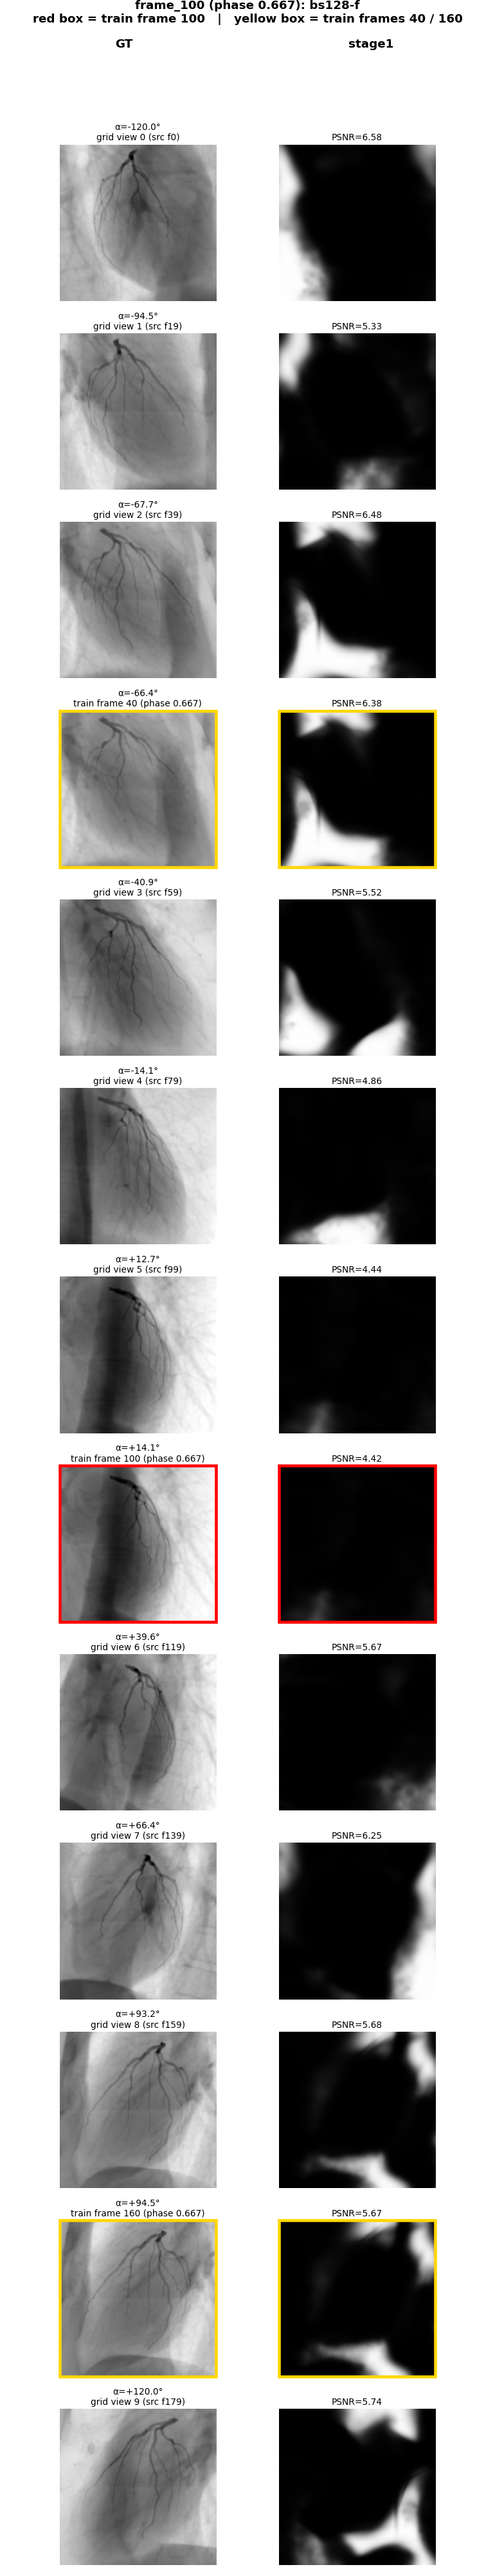 frame_100 (phase 0.667): bs128-f
red box = train frame 100 | yellow box = train frames 40 / 160
GT
stage1
α=-120.0°
grid view 0 (src f0)
PSNR=6.58
α=-94.5°
grid view 1 (src f19)
PSNR=5.33
α=-67.7°
grid view 2 (src f39)
PSNR=6.48
α=-66.4°
train frame 40 (phase 0.667)
PSNR=6.38
α=-40.9°
grid view 3 (src f59)
PSNR=5.52
α=-14.1°
grid view 4 (src f79)
PSNR=4.86
α=+12.7°
grid view 5 (src f99)
PSNR=4.44
α=+14.1°
train frame 100 (phase 0.667)
PSNR=4.42
α=+39.6°
grid view 6 (src f119)
PSNR=5.67
α=+66.4°
grid view 7 (src f139)
PSNR=6.25
α=+93.2°
grid view 8 (src f159)
PSNR=5.68
α=+94.5°
train frame 160 (phase 0.667)
PSNR=5.67
α=+120.0°
grid view 9 (src f179)
PSNR=5.74